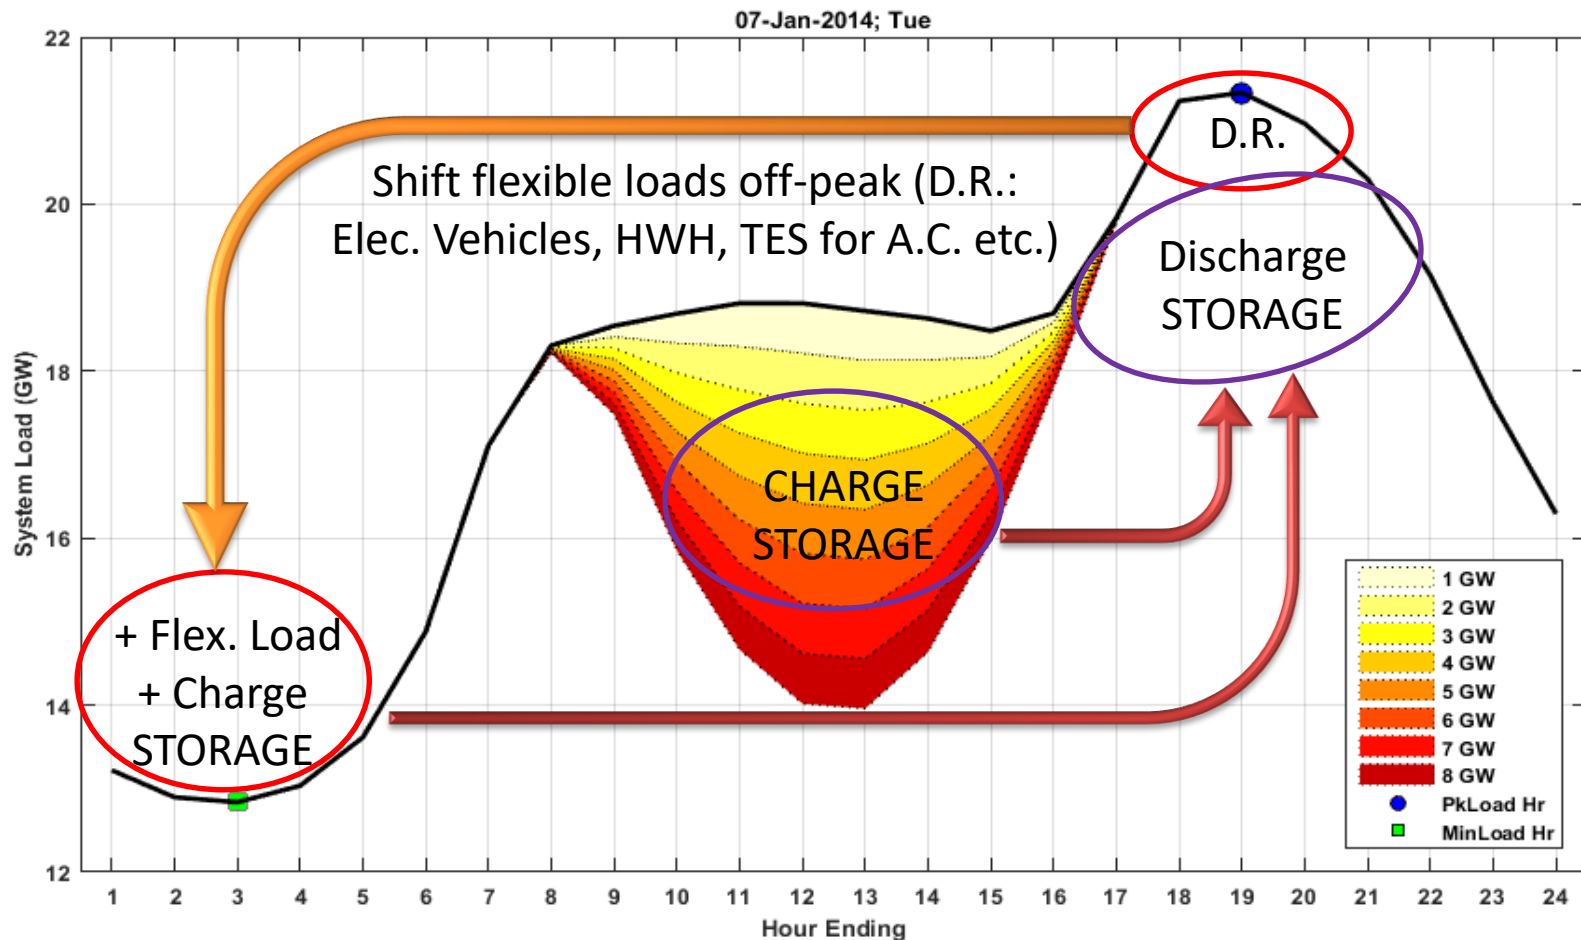 07-Jan-2014; Tue
System Load (GW)
22
20
18
16
14
12
D.R.
Shift flexible loads off-peak (D.R.:
Elec. Vehicles, HWH, TES for A.C. etc.)
Discharge
STORAGE
CHARGE
STORAGE
+ Flex. Load
+ Charge
STORAGE
1 GW
2 GW
3 GW
4 GW
5 GW
6 GW
7 GW
8 GW
PkLoad Hr
MinLoad Hr
1 2 3 4 5 6 7 8 9 10 11 12 13 14 15 16 17 18 19 20 21 22 23 24
Hour Ending